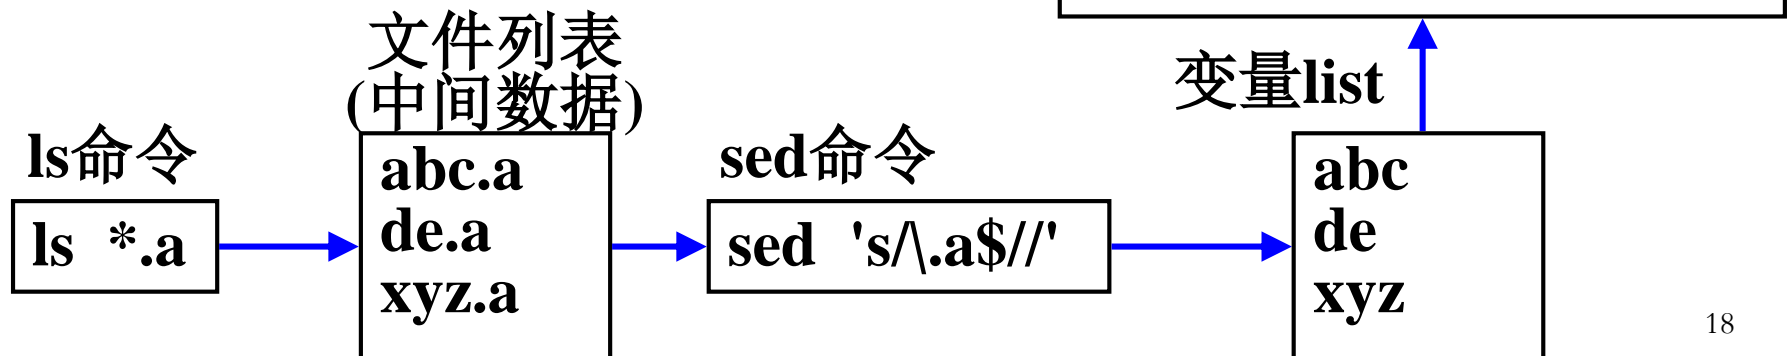 文件列表
(中间数据)
变量list
ls命令
sed命令
abc.a
de.a
xyz.a
ls *.a
sed 's/\.a$//'
abc
de
xyz
18